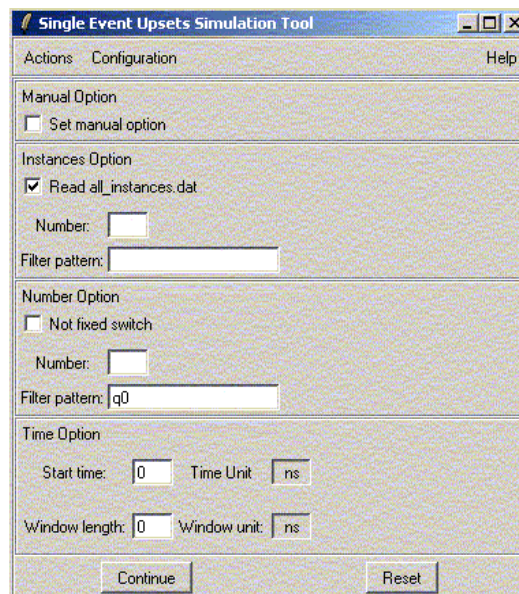 Single Event Upsets Simulation Tool
Actions Configuration Help
Manual Option
Set manual option
Instances Option
Read all_instances.dat
Number:
Filter pattern:
Number Option
Not fixed switch
Number:
Filter pattern: q0
Time Option
Start time: 0 Time Unit ns
Window length: 0 Window unit: ns
Continue Reset